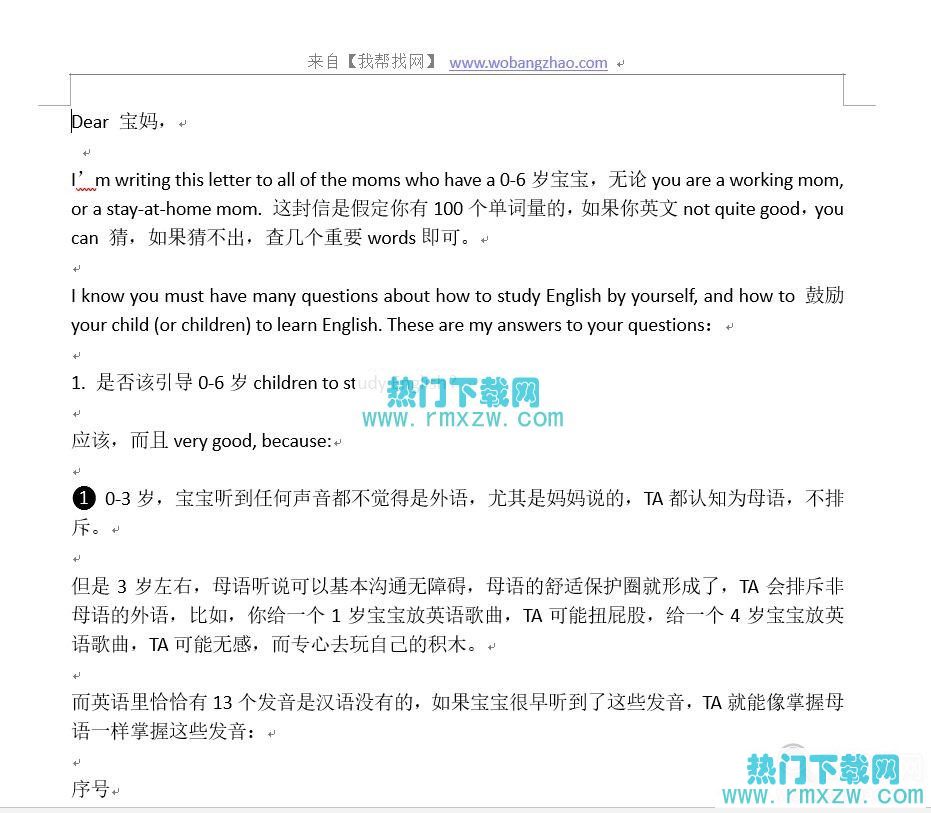 来自【我帮找网】 www.wobangzhao.com
Dear 宝妈，
I’m writing this letter to all of the moms who have a 0-6 岁宝宝，无论 you are a working mom,
or a stay-at-home mom. 这封信是假定你有 100 个单词量的，如果你英文 not quite good，you
can 猜，如果猜不出，查几个重要 words 即可。
I know you must have many questions about how to study English by yourself, and how to 鼓励
your child (or children) to learn English. These are my answers to your questions：
1. 是否该引导 0-6 岁 children to study
热门下载网
www.rmxzw.com
应该，而且 very good, because:
❶ 0-3 岁，宝宝听到任何声音都不觉得是外语，尤其是妈妈说的，TA 都认知为母语，不排
斥。
但是 3 岁左右，母语听说可以基本沟通无障碍，母语的舒适保护圈就形成了，TA 会排斥非
母语的外语，比如，你给一个 1 岁宝宝放英语歌曲，TA 可能扭屁股，给一个 4 岁宝宝放英
语歌曲，TA 可能无感，而专心去玩自己的积木。
而英语里恰恰有 13 个发音是汉语没有的，如果宝宝很早听到了这些发音，TA 就能像掌握母
语一样掌握这些发音：
序号
热门下载网
www.rmxzw.com